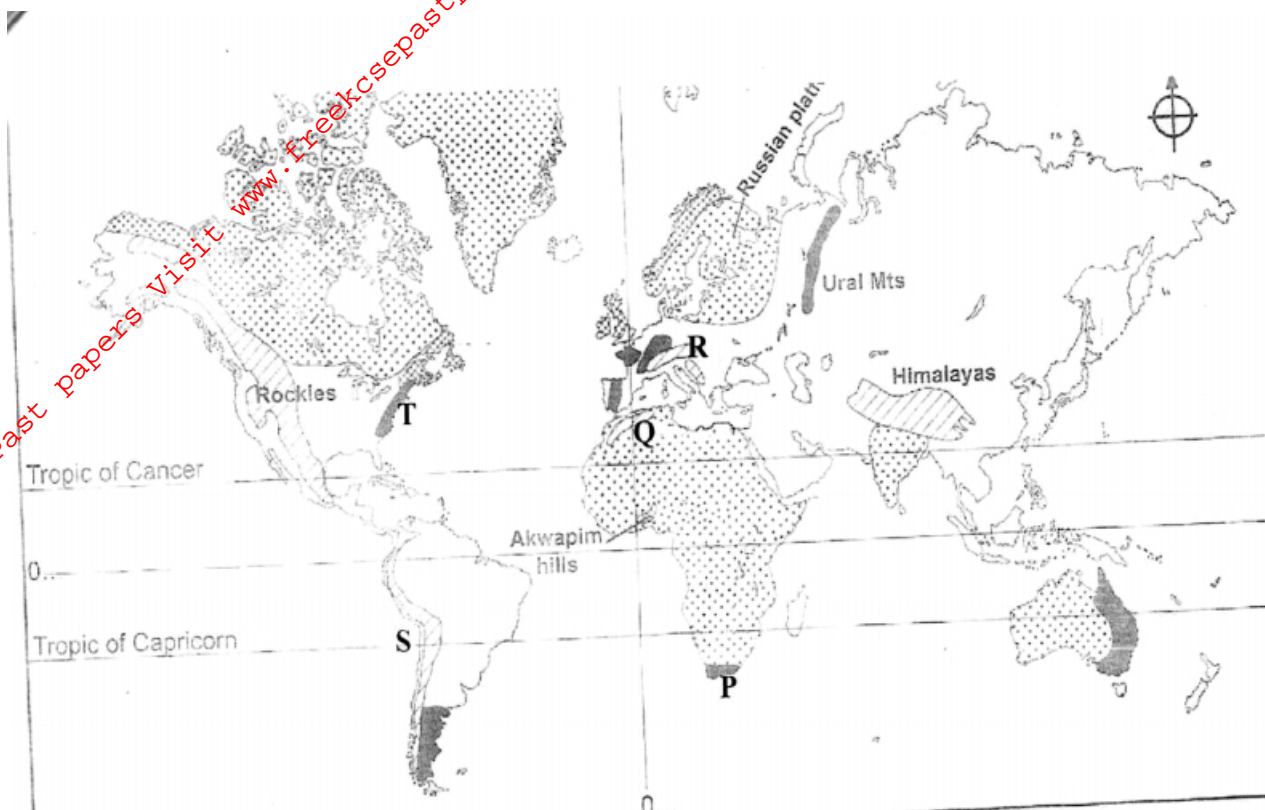 Past papers Visit www.freekcsepast
Russian platf
Ural Mts
R
Himalayas
Rockies
T
Q
Tropic of Cancer
Akwapim
hills
0
Tropic of Capricorn
S
P
0